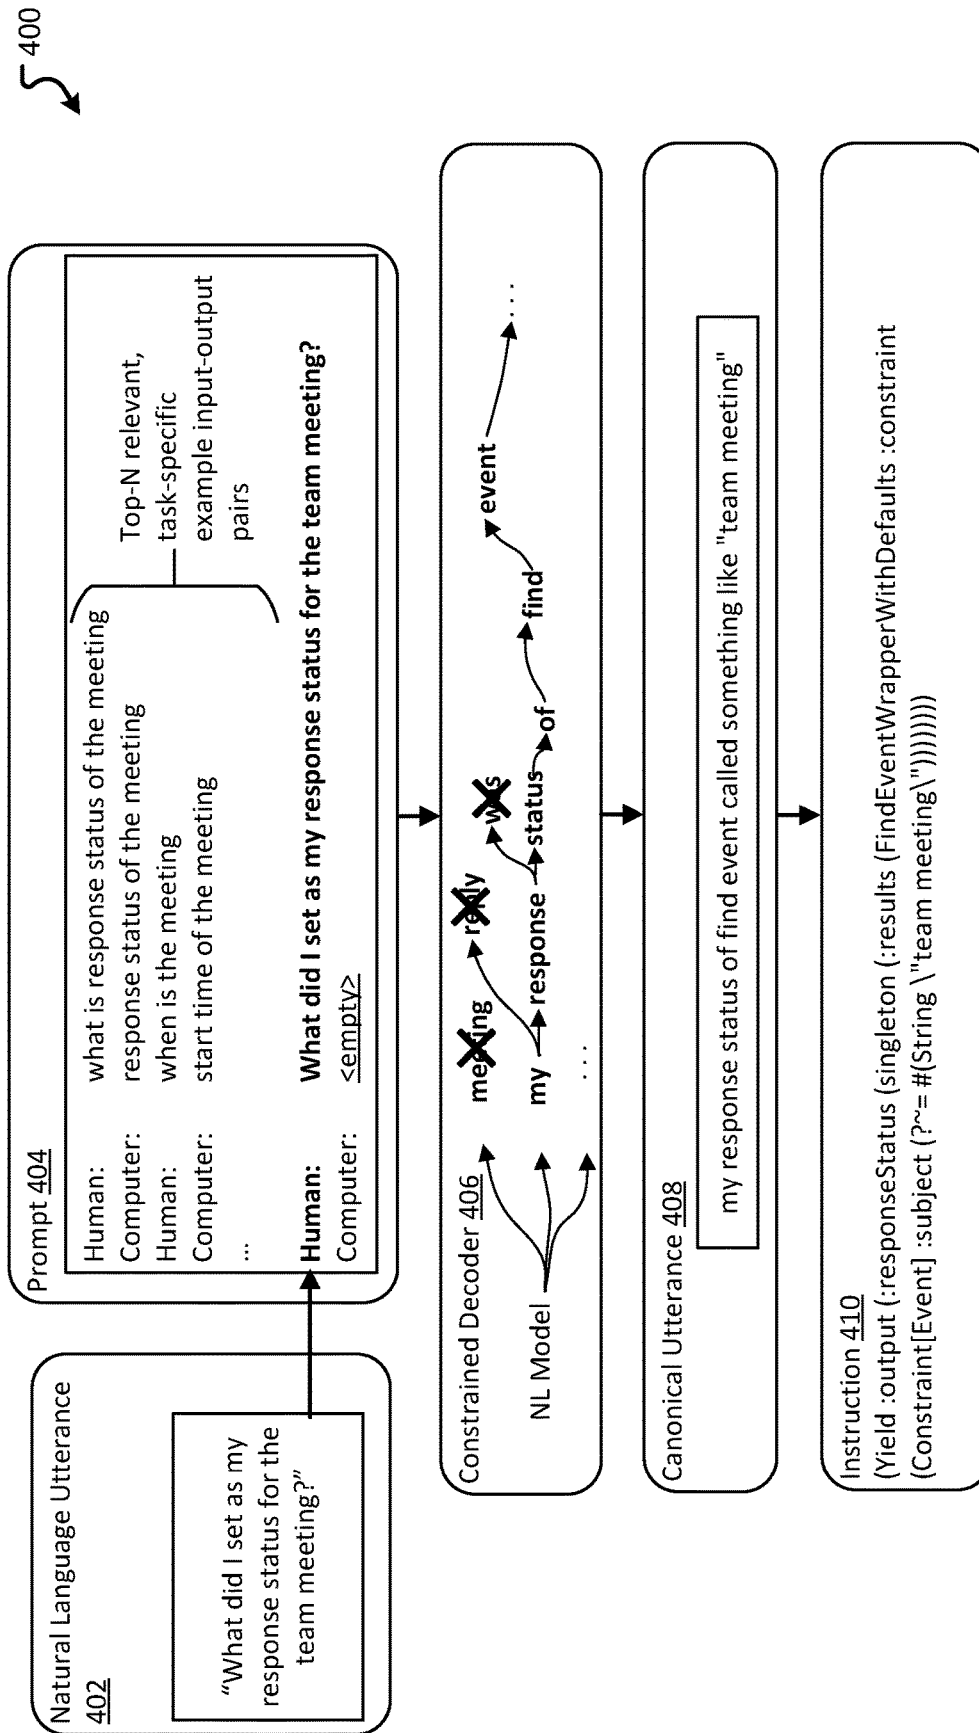 400
Natural Language Utterance
402
“What did I set as my
response status for the
team meeting?”
Prompt 404
Human: what is response status of the meeting
Computer: response status of the meeting
Human: when is the meeting
Computer: start time of the meeting
...
Top-N relevant,
task-specific
example input-output
pairs
Human: What did I set as my response status for the team meeting?
Computer: <empty>
Constrained Decoder 406
NL Model
meeting
my
. . .
reply
response
was
status
of
find
event
. . . .
Canonical Utterance 408
my response status of find event called something like "team meeting"
Instruction 410
(Yield :output (:responseStatus (singleton (:results (FindEventWrapperWithDefaults :constraint
(Constraint[Event] :subject (?~= #(String \"team meeting\"))))))))